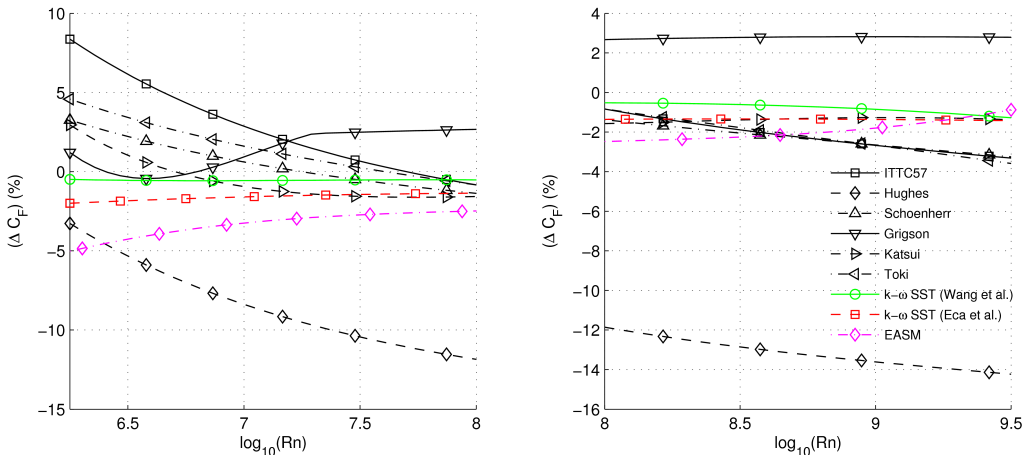 10
5
0
−5
−10
−15
(Δ C_F) (%)
6.5
7
7.5
8
log_10(Rn)
4
2
0
−2
−4
−6
−8
−10
−12
−14
−16
(Δ C_F) (%)
ITTC57
Hughes
Schoenherr
Grigson
Katsui
Toki
k−ω SST (Wang et al.)
k−ω SST (Eca et al.)
EASM
8
8.5
9
9.5
log_10(Rn)